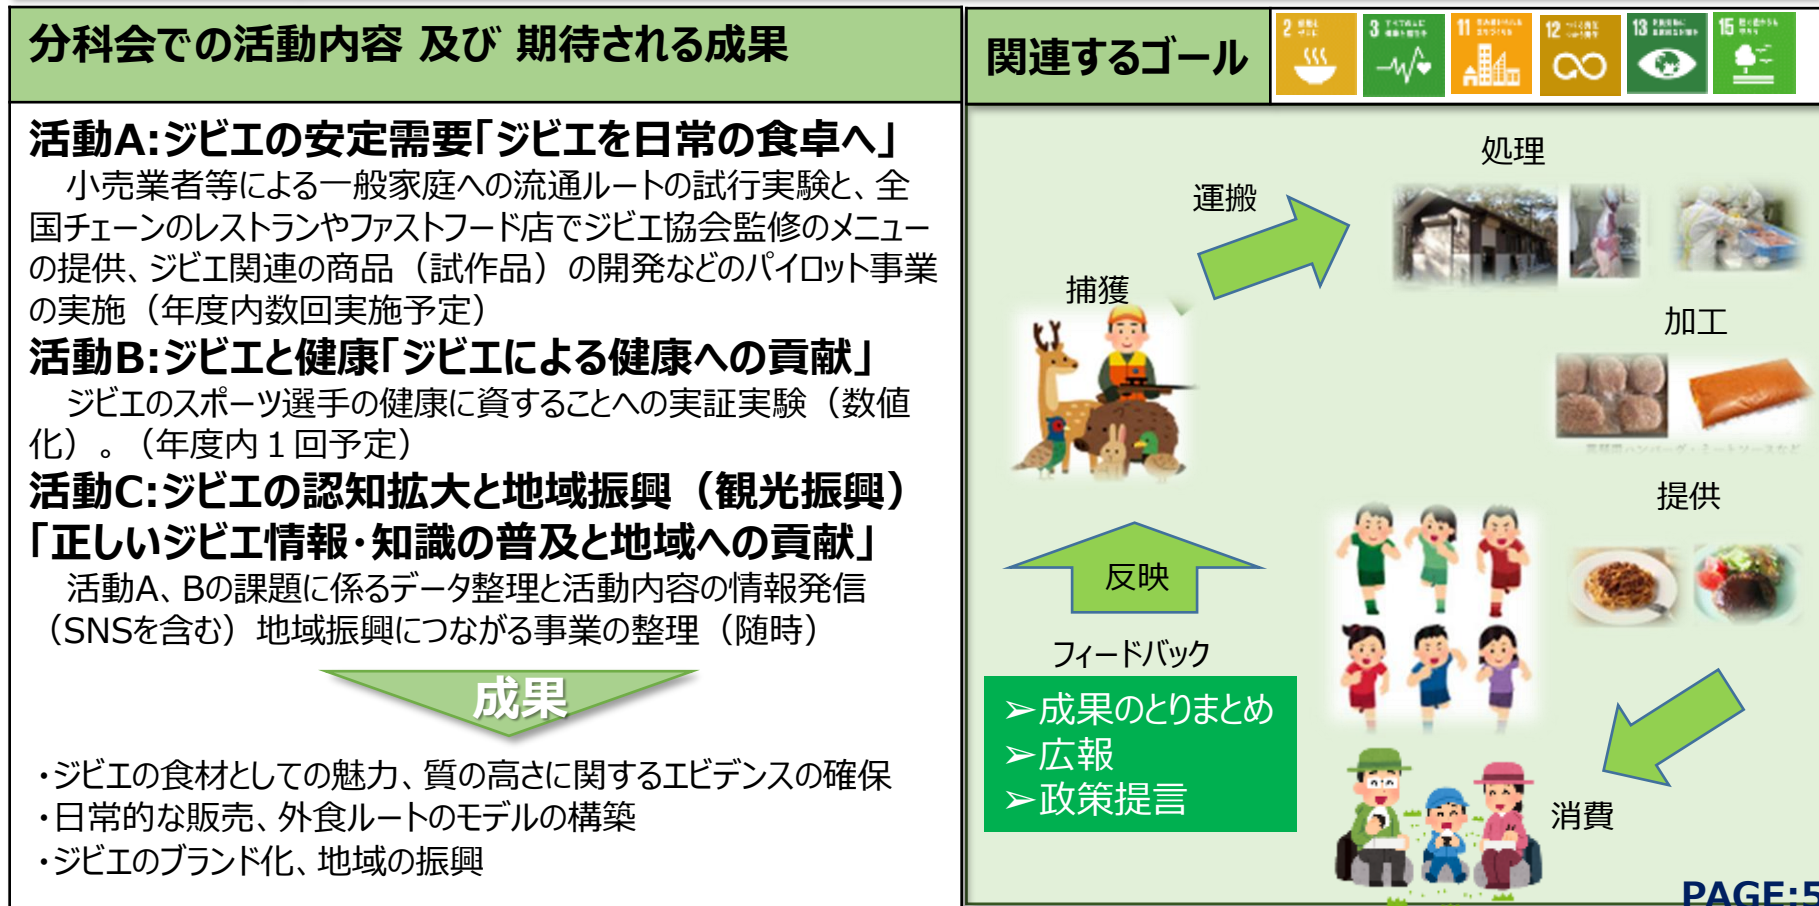 分科会での活動内容 及び 期待される成果
活動A:ジビエの安定需要「ジビエを日常の食卓へ」
小売業者等による一般家庭への流通ルートの試行実験と、全
国チェーンのレストランやファストフード店でジビエ協会監修のメニュー
の提供、ジビエ関連の商品（試作品）の開発などのパイロット事業
の実施（年度内数回実施予定）
活動B:ジビエと健康「ジビエによる健康への貢献」
ジビエのスポーツ選手の健康に資することへの実証実験（数値
化）。（年度内１回予定）
活動C:ジビエの認知拡大と地域振興（観光振興）
「正しいジビエ情報・知識の普及と地域への貢献」
活動A、Bの課題に係るデータ整理と活動内容の情報発信
（SNSを含む）地域振興につながる事業の整理（随時）
成果
・ジビエの食材としての魅力、質の高さに関するエビデンスの確保
・日常的な販売、外食ルートのモデルの構築
・ジビエのブランド化、地域の振興
関連するゴール
2
3
11
12
13
15
処理
運搬
捕獲
加工
提供
反映
フィードバック
➢成果のとりまとめ
➢広報
➢政策提言
消費
PAGE:5